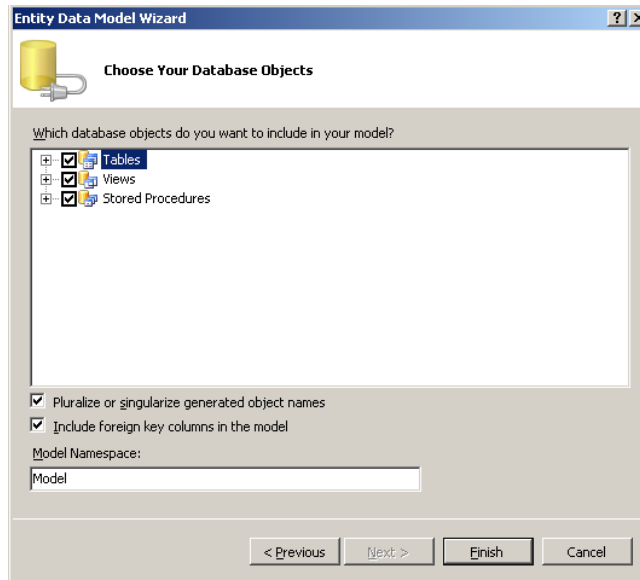 Entity Data Model Wizard
Choose Your Database Objects
Which database objects do you want to include in your model?
Tables
Views
Stored Procedures
Pluralize or singularize generated object names
Include foreign key columns in the model
Model Namespace:
Model
< Previous Next > Finish Cancel